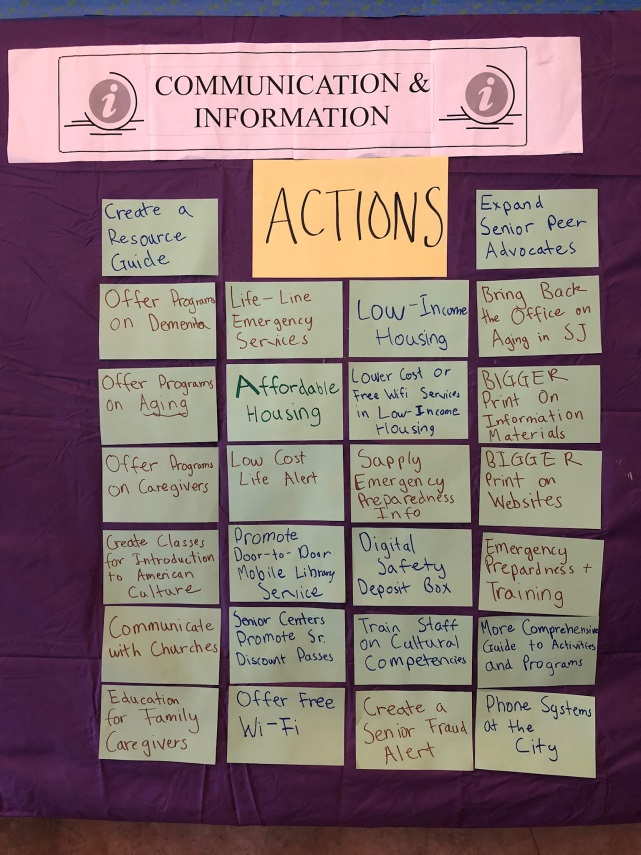 COMMUNICATION &
INFORMATION
ACTIONS
Create a
Resource
Guide
Expand
Senior Peer
Advocates
Offer Programs
on Dementia
Life-Line
Emergency
Services
Low-Income
Housing
Bring Back
the Office on
Aging in SJ
Offer Programs
on Aging
Affordable
Housing
Lower Cost or
Free Wifi Services
in Low-Income
Housing
BIGGER
Print On
Information
Materials
Offer Programs
on Caregivers
Low Cost
Life Alert
Sapply
Emergency
Preparedness
Info
BIGGER
Print on
Websites
Create Classes
for Introduction
to American
Culture
Promote
Door-to-Door
Mobile Library
Service
Digital
Safety
Deposit Box
Emergency
Prepardness +
Training
Communicate
with Churches
Senior Centers
Promote Sr.
Discount Passes
Train Staff
on Cultural
Competencies
More Comprehensive
Guide to Activities
and Programs
Education
for Family
Caregivers
Offer Free
Wi-Fi
Create a
Senior Fraud
Alert
Phone Systems
at the
City